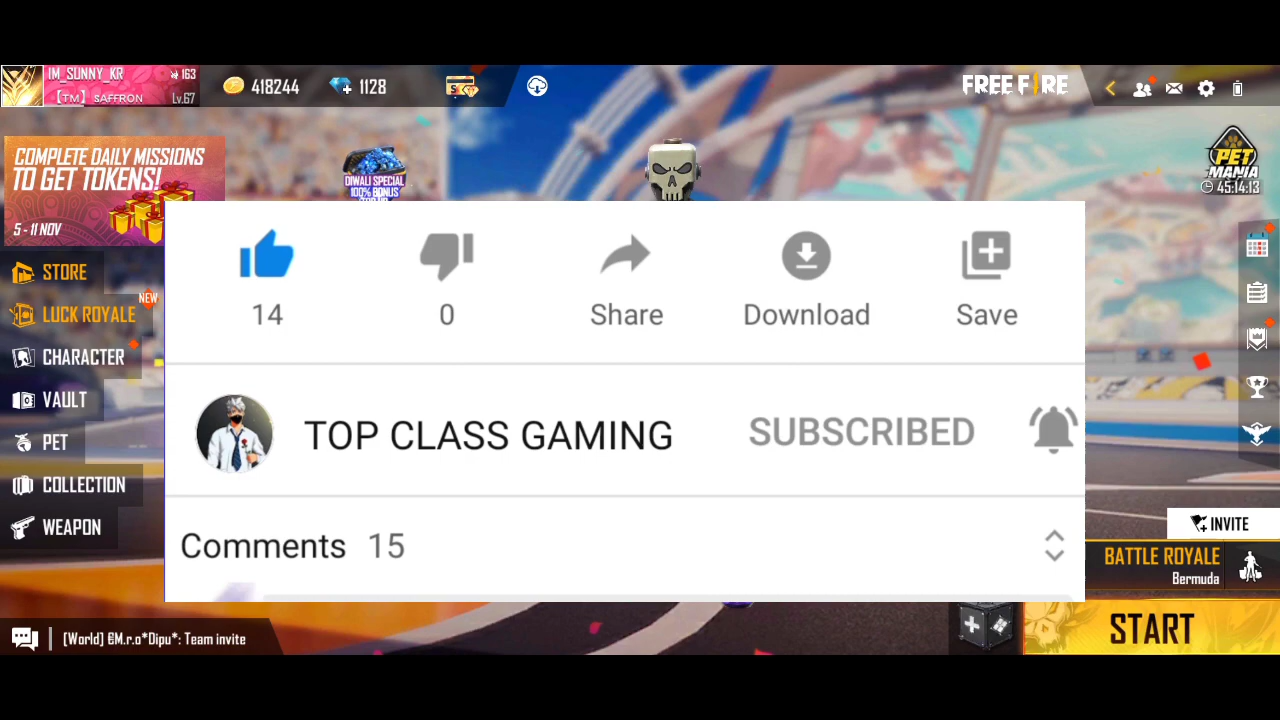 IM_SUNNY_KR
163
【TM】 SAFFRON
Lv.67
418244
1128
FREE FIRE
COMPLETE DAILY MISSIONS
TO GET TOKENS!
5 - 11 NOV
DIWALI SPECIAL
100% BONUS
PET
MANIA
45:14:13
STORE
NEW
LUCK ROYALE
CHARACTER
VAULT
PET
COLLECTION
WEAPON
14
0
Share
Download
Save
TOP CLASS GAMING
SUBSCRIBED
Comments 15
INVITE
BATTLE ROYALE
Bermuda
START
[World] @M.r.o*Dipu*: Team invite